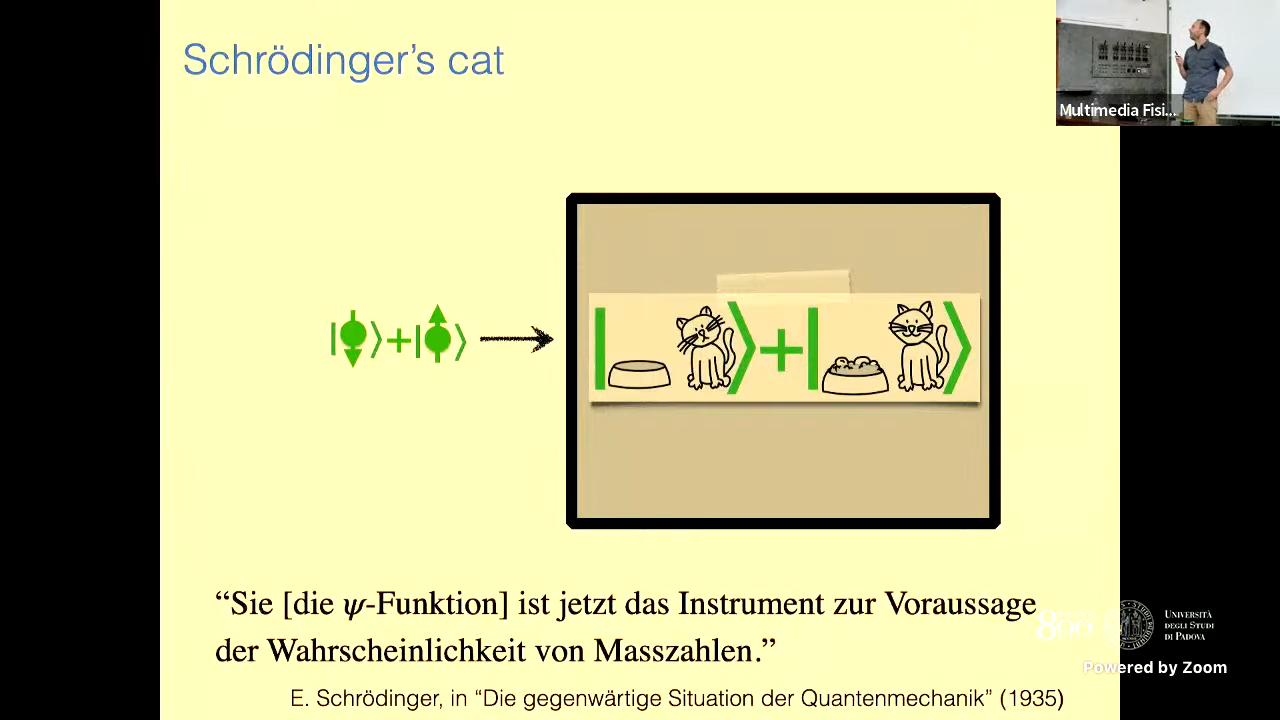 Schrödinger’s cat
Multimedia Fisi...
“Sie [die ψ-Funktion] ist jetzt das Instrument zur Voraussage
der Wahrscheinlichkeit von Masszahlen.”
E. Schrödinger, in “Die gegenwärtige Situation der Quantenmechanik” (1935)
800
UNIVERSITÀ
DEGLI STUDI
DI PADOVA
Powered by Zoom